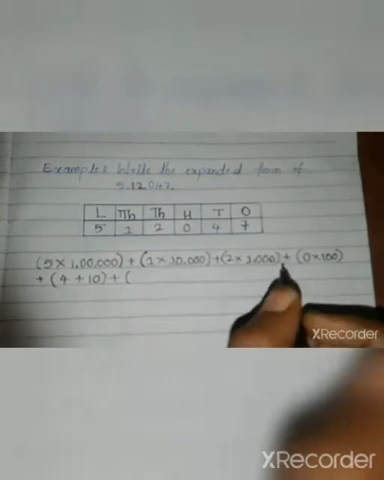 Example: Write the expanded form of
5,12,047.
L TTh Th H T O
5 1 2 0 4 7
(5 × 1,00,000) + (1 × 10,000) + (2 × 1,000) + (0 × 100)
+ (4 + 10) + (
XRecorder
XRecorder